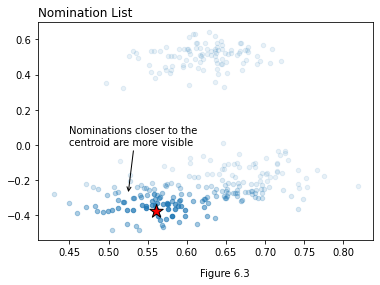 Nomination List
0.6
0.4
0.2
0.0
−0.2
−0.4
Nominations closer to the
centroid are more visible
0.45 0.50 0.55 0.60 0.65 0.70 0.75 0.80
Figure 6.3